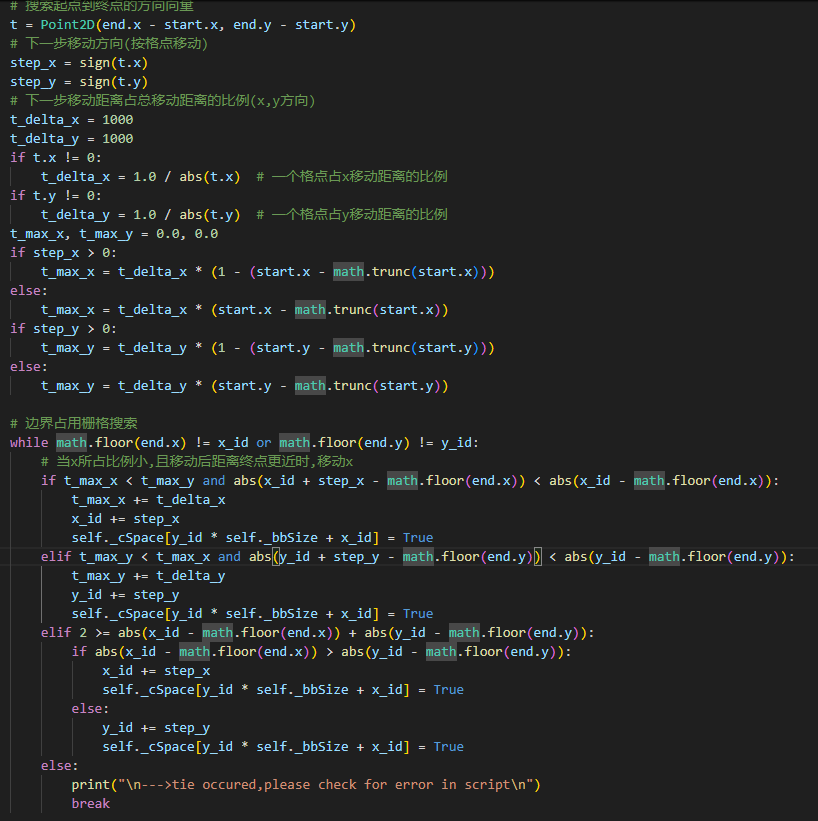 # 搜索起点到终点的方向向量
t = Point2D(end.x - start.x, end.y - start.y)
# 下一步移动方向(按格点移动)
step_x = sign(t.x)
step_y = sign(t.y)
# 下一步移动距离占总移动距离的比例(x,y方向)
t_delta_x = 1000
t_delta_y = 1000
if t.x != 0:
    t_delta_x = 1.0 / abs(t.x)  # 一个格点占x移动距离的比例
if t.y != 0:
    t_delta_y = 1.0 / abs(t.y)  # 一个格点占y移动距离的比例
t_max_x, t_max_y = 0.0, 0.0
if step_x > 0:
    t_max_x = t_delta_x * (1 - (start.x - math.trunc(start.x)))
else:
    t_max_x = t_delta_x * (start.x - math.trunc(start.x))
if step_y > 0:
    t_max_y = t_delta_y * (1 - (start.y - math.trunc(start.y)))
else:
    t_max_y = t_delta_y * (start.y - math.trunc(start.y))
# 边界占用栅格搜索
while math.floor(end.x) != x_id or math.floor(end.y) != y_id:
    # 当x所占比例小,且移动后距离终点更近时,移动x
    if t_max_x < t_max_y and abs(x_id + step_x - math.floor(end.x)) < abs(x_id - math.floor(end.x)):
        t_max_x += t_delta_x
        x_id += step_x
        self._cSpace[y_id * self._bbSize + x_id] = True
    elif t_max_y < t_max_x and abs(y_id + step_y - math.floor(end.y)) < abs(y_id - math.floor(end.y)):
        t_max_y += t_delta_y
        y_id += step_y
        self._cSpace[y_id * self._bbSize + x_id] = True
    elif 2 >= abs(x_id - math.floor(end.x)) + abs(y_id - math.floor(end.y)):
        if abs(x_id - math.floor(end.x)) > abs(y_id - math.floor(end.y)):
            x_id += step_x
            self._cSpace[y_id * self._bbSize + x_id] = True
        else:
            y_id += step_y
            self._cSpace[y_id * self._bbSize + x_id] = True
    else:
        print("\n--->tie occured,please check for error in script\n")
        break